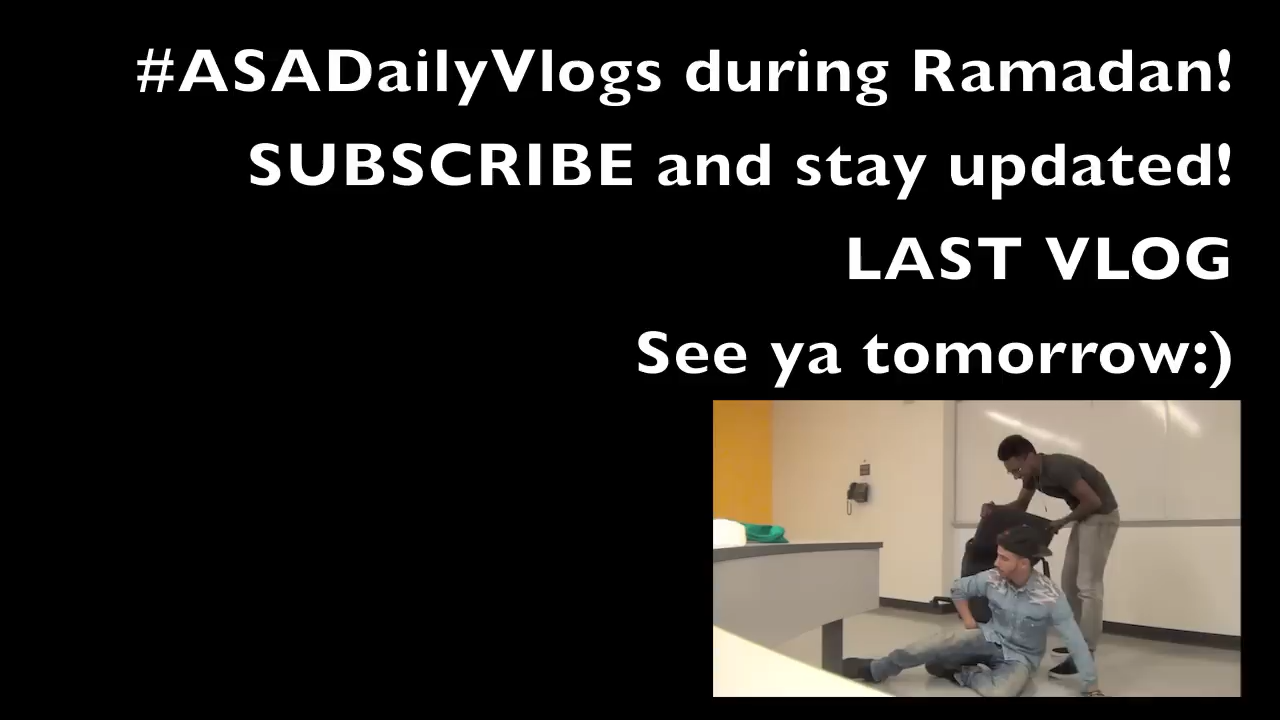 #ASADailyVlogs during Ramadan!
SUBSCRIBE and stay updated!
LAST VLOG
See ya tomorrow:)